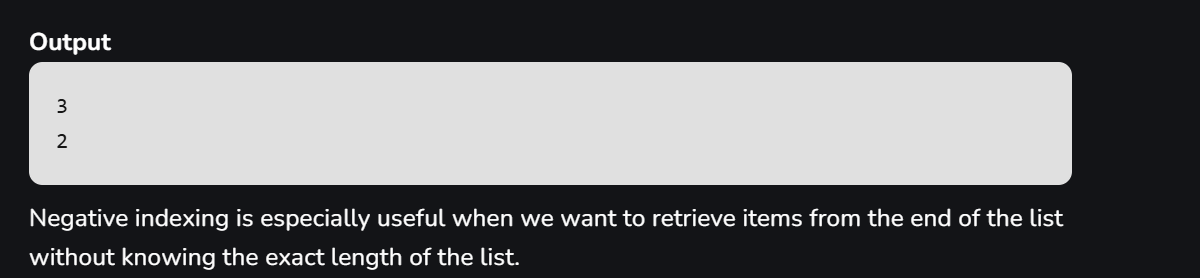 Output
3
2
Negative indexing is especially useful when we want to retrieve items from the end of the list
without knowing the exact length of the list.